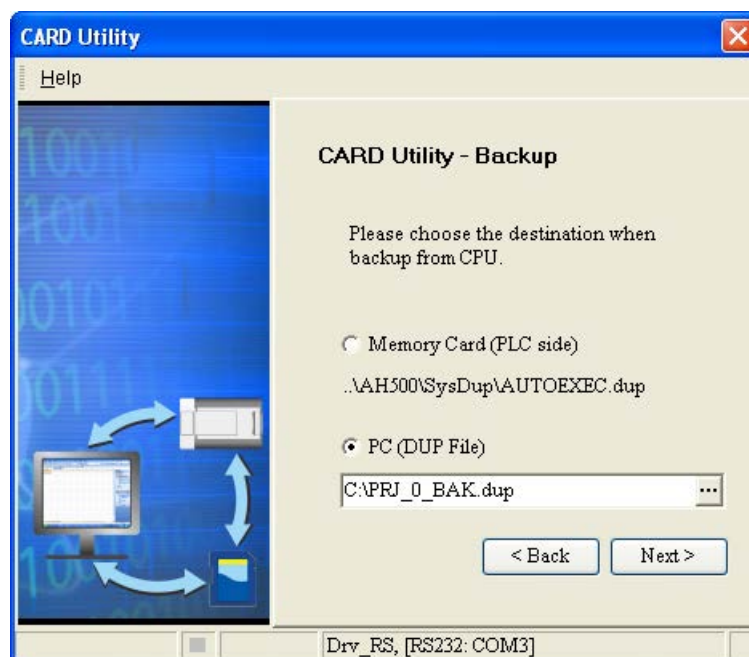 CARD Utility
Help
CARD Utility - Backup
Please choose the destination when
backup from CPU.
Memory Card (PLC side)
..\AH500\SysDup\AUTOEXEC.dup
PC (DUP File)
C:\PRJ_0_BAK.dup
...
< Back
Next >
Drv_RS, [RS232: COM3]